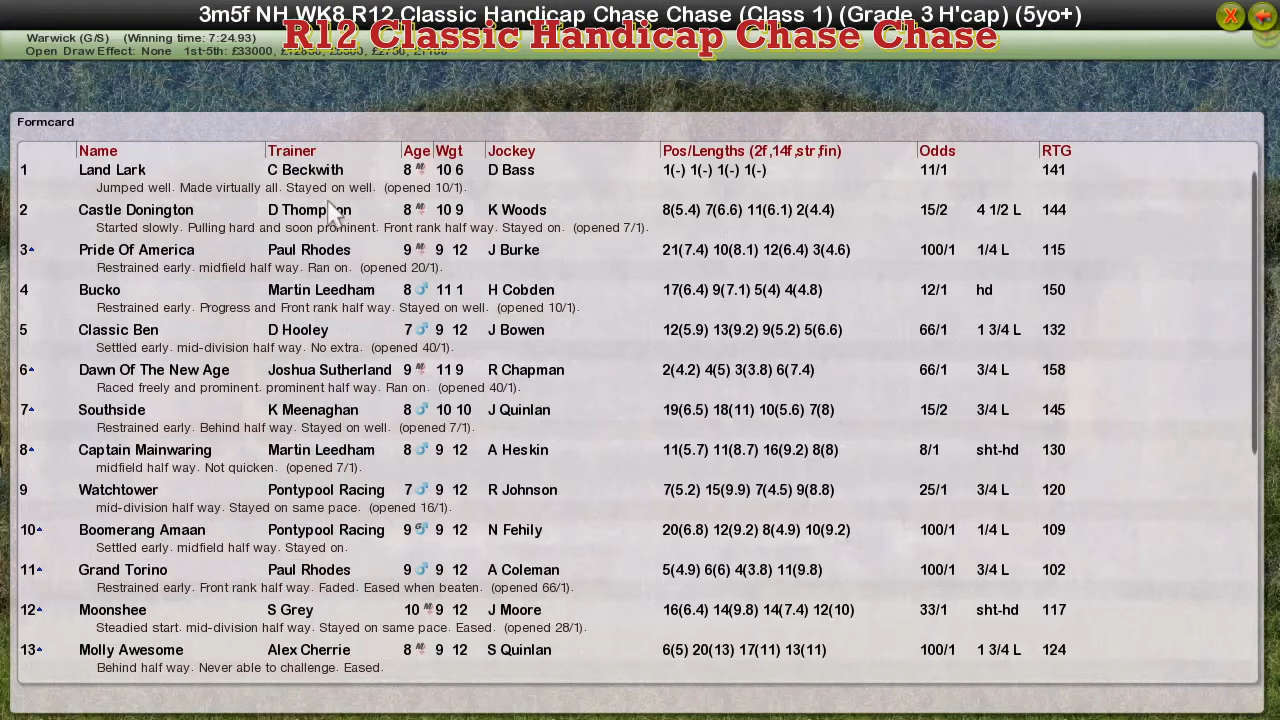 3m5f NH WK8 R12 Classic Handicap Chase Chase (Class 1) (Grade 3 H'cap) (5yo+)
R12 Classic Handicap Chase Chase
Warwick (G/S) (Winning time: 7:24.93)
Open Draw Effect: None 1st-5th: £33000,
Formcard
Name Trainer Age Wgt Jockey Pos/Lengths (2f,14f,str,fin) Odds RTG
1 Land Lark C Beckwith 8 10 6 D Bass 1(-) 1(-) 1(-) 1(-) 11/1 141
Jumped well. Made virtually all. Stayed on well. (opened 10/1).
2 Castle Donington D Thompson 8 10 9 K Woods 8(5.4) 7(6.6) 11(6.1) 2(4.4) 15/2 4 1/2 L 144
Started slowly. Pulling hard and soon prominent. Front rank half way. Stayed on. (opened 7/1).
3 Pride Of America Paul Rhodes 9 9 12 J Burke 21(7.4) 10(8.1) 12(6.4) 3(4.6) 100/1 1/4 L 115
Restrained early. midfield half way. Ran on. (opened 20/1).
4 Bucko Martin Leedham 8 11 1 H Cobden 17(6.4) 9(7.1) 5(4) 4(4.8) 12/1 hd 150
Restrained early. Progress and Front rank half way. Stayed on well. (opened 10/1).
5 Classic Ben D Hooley 7 9 12 J Bowen 12(5.9) 13(9.2) 9(5.2) 5(6.6) 66/1 1 3/4 L 132
Settled early. mid-division half way. No extra. (opened 40/1).
6 Dawn Of The New Age Joshua Sutherland 9 11 9 R Chapman 2(4.2) 4(5) 3(3.8) 6(7.4) 66/1 3/4 L 158
Raced freely and prominent. prominent half way. Ran on. (opened 40/1).
7 Southside K Meenaghan 8 10 10 J Quinlan 19(6.5) 18(11) 10(5.6) 7(8) 15/2 3/4 L 145
Restrained early. Behind half way. Stayed on well. (opened 7/1).
8 Captain Mainwaring Martin Leedham 8 9 12 A Heskin 11(5.7) 11(8.7) 16(9.2) 8(8) 8/1 sht-hd 130
midfield half way. Not quicken. (opened 7/1).
9 Watchtower Pontypool Racing 7 9 12 R Johnson 7(5.2) 15(9.9) 7(4.5) 9(8.8) 25/1 3/4 L 120
mid-division half way. Stayed on same pace. (opened 16/1).
10 Boomerang Amaan Pontypool Racing 9 9 12 N Fehily 20(6.8) 12(9.2) 8(4.9) 10(9.2) 100/1 1/4 L 109
Settled early. midfield half way. Stayed on.
11 Grand Torino Paul Rhodes 9 9 12 A Coleman 5(4.9) 6(6) 4(3.8) 11(9.8) 100/1 3/4 L 102
Restrained early. Front rank half way. Faded. Eased when beaten. (opened 66/1).
12 Moonshee S Grey 10 9 12 J Moore 16(6.4) 14(9.8) 14(7.4) 12(10) 33/1 sht-hd 117
Steadied start. mid-division half way. Stayed on same pace. Eased. (opened 28/1).
13 Molly Awesome Alex Cherrie 8 9 12 S Quinlan 6(5) 20(13) 17(11) 13(11) 100/1 1 3/4 L 124
Behind half way. Never able to challenge. Eased.